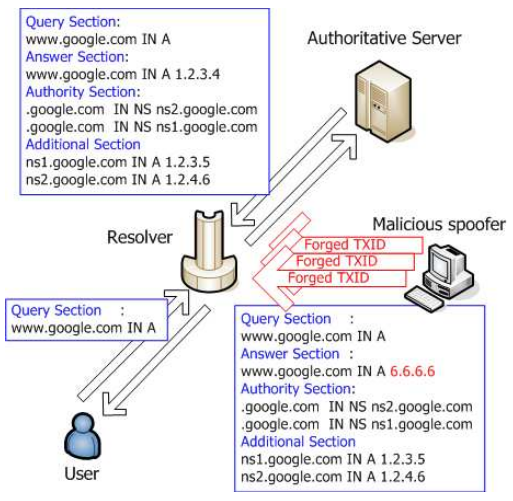 Query Section:
www.google.com IN A
Answer Section:
www.google.com IN A 1.2.3.4
Authority Section:
.google.com IN NS ns2.google.com
.google.com IN NS ns1.google.com
Additional Section
ns1.google.com IN A 1.2.3.5
ns2.google.com IN A 1.2.4.6
Authoritative Server
Resolver
Malicious spoofer
Forged TXID
Forged TXID
Forged TXID
Query Section :
www.google.com IN A
User
Query Section :
www.google.com IN A
Answer Section :
www.google.com IN A 6.6.6.6
Authority Section:
.google.com IN NS ns2.google.com
.google.com IN NS ns1.google.com
Additional Section
ns1.google.com IN A 1.2.3.5
ns2.google.com IN A 1.2.4.6